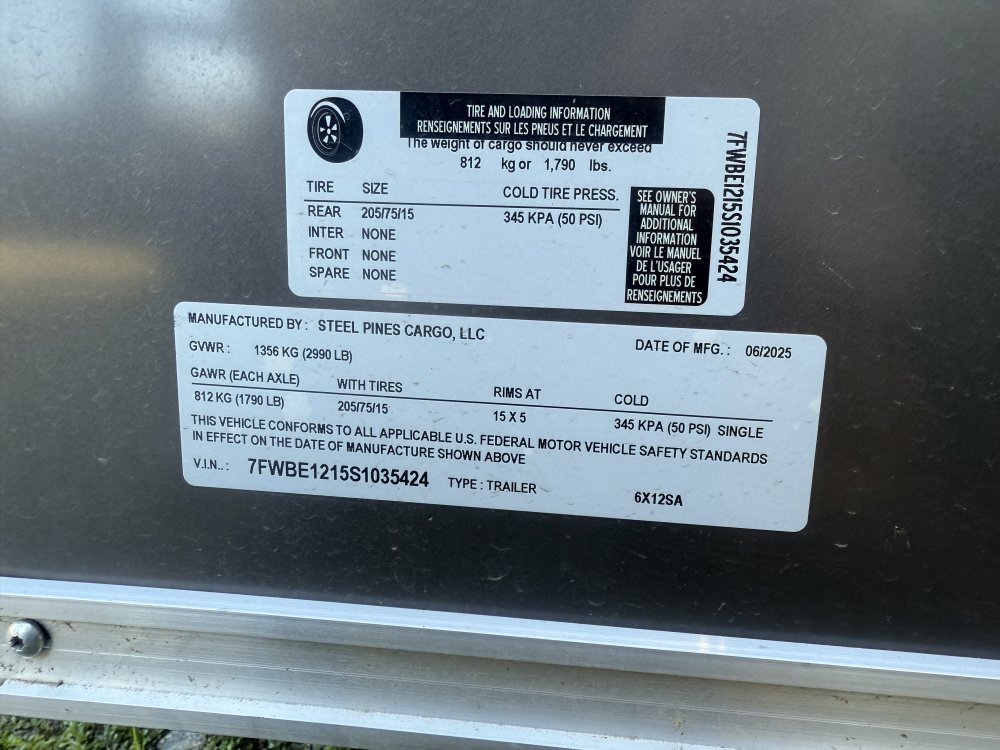 TIRE AND LOADING INFORMATION
RENSEIGNEMENTS SUR LES PNEUS ET LE CHARGEMENT
The weight of cargo should never exceed
812 kg or 1,790 lbs.
TIRE SIZE COLD TIRE PRESS.
REAR 205/75/15 345 KPA (50 PSI)
INTER NONE
FRONT NONE
SPARE NONE
SEE OWNER'S
MANUAL FOR
ADDITIONAL
INFORMATION
VOIR LE MANUEL
DE L'USAGER
POUR PLUS DE
RENSEIGNEMENTS
7FWBE1215S1035424
MANUFACTURED BY: STEEL PINES CARGO, LLC DATE OF MFG.: 06/2025
GVWR: 1356 KG (2990 LB)
GAWR (EACH AXLE) WITH TIRES RIMS AT COLD
812 KG (1790 LB) 205/75/15 15 X 5 345 KPA (50 PSI) SINGLE
THIS VEHICLE CONFORMS TO ALL APPLICABLE U.S. FEDERAL MOTOR VEHICLE SAFETY STANDARDS
IN EFFECT ON THE DATE OF MANUFACTURE SHOWN ABOVE
V.I.N..: 7FWBE1215S1035424 TYPE: TRAILER 6X12SA